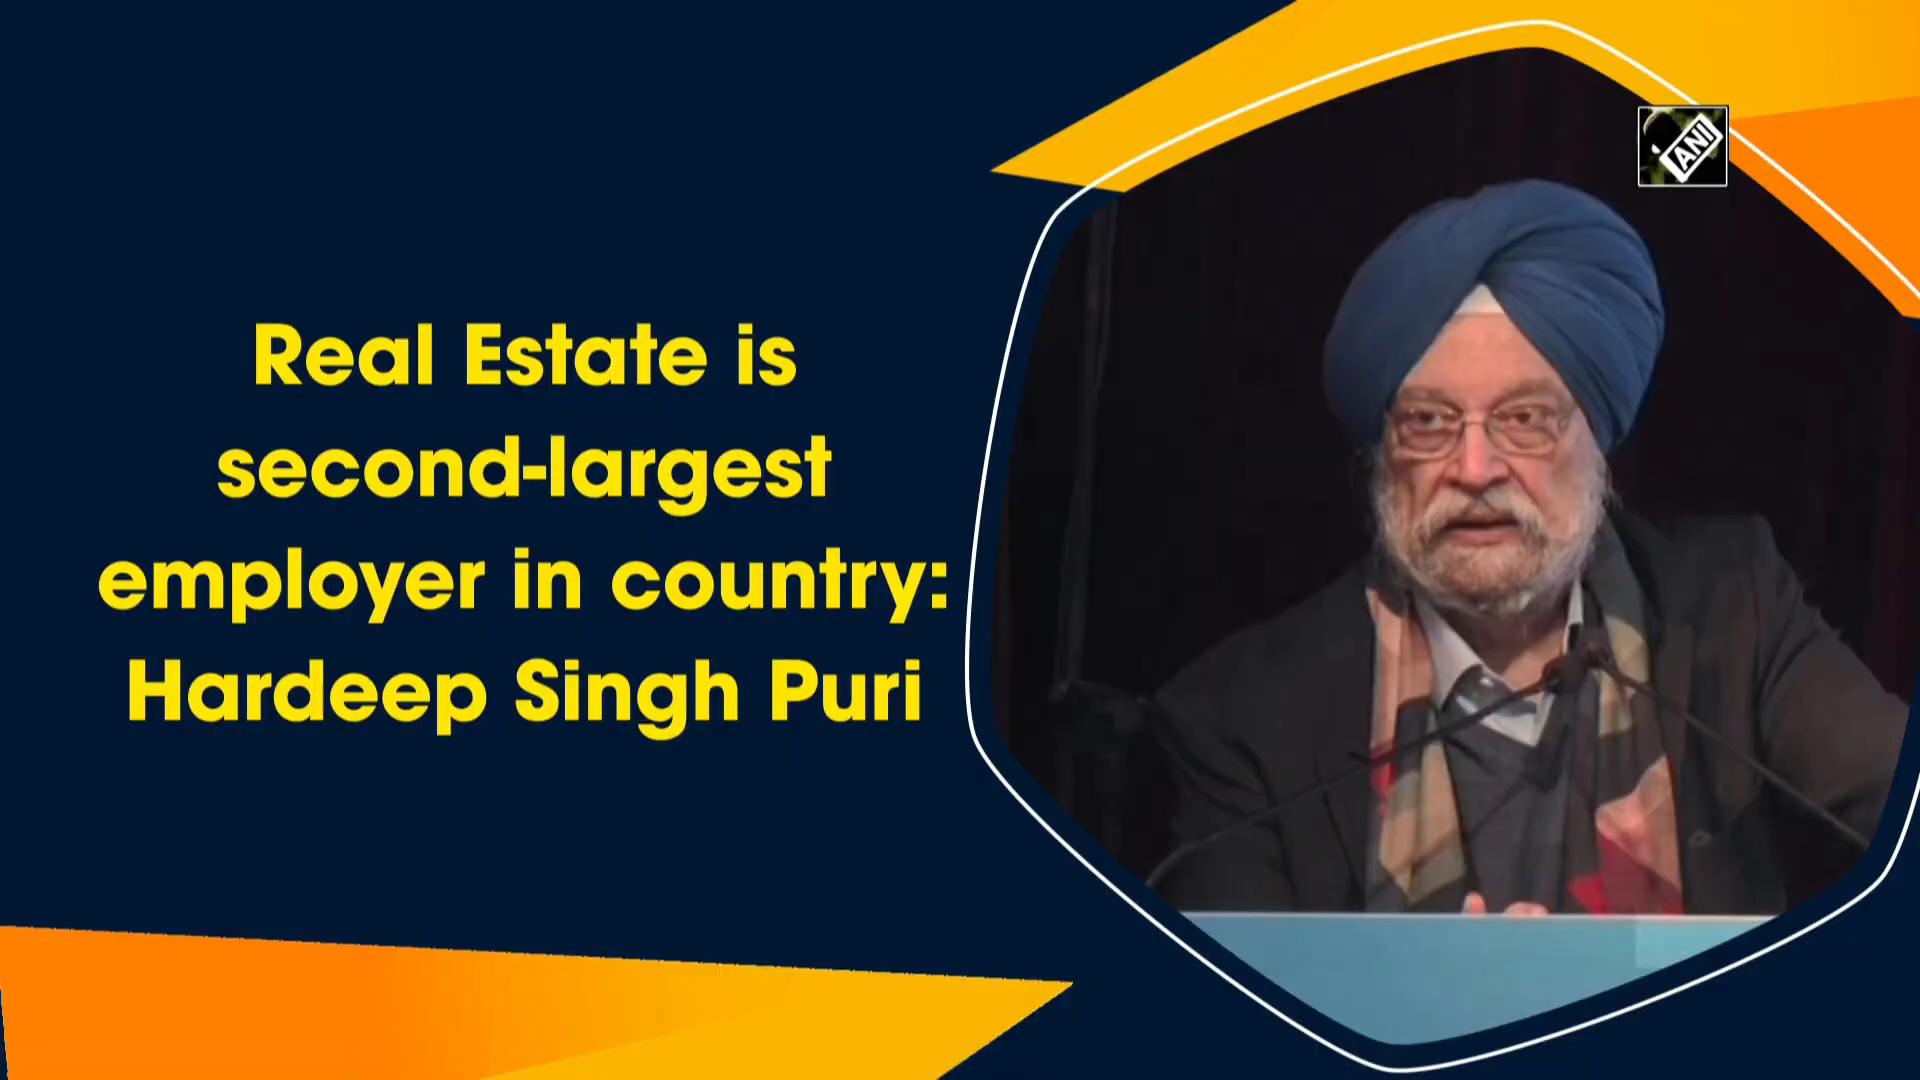 ANI
Real Estate is
second-largest
employer in country:
Hardeep Singh Puri